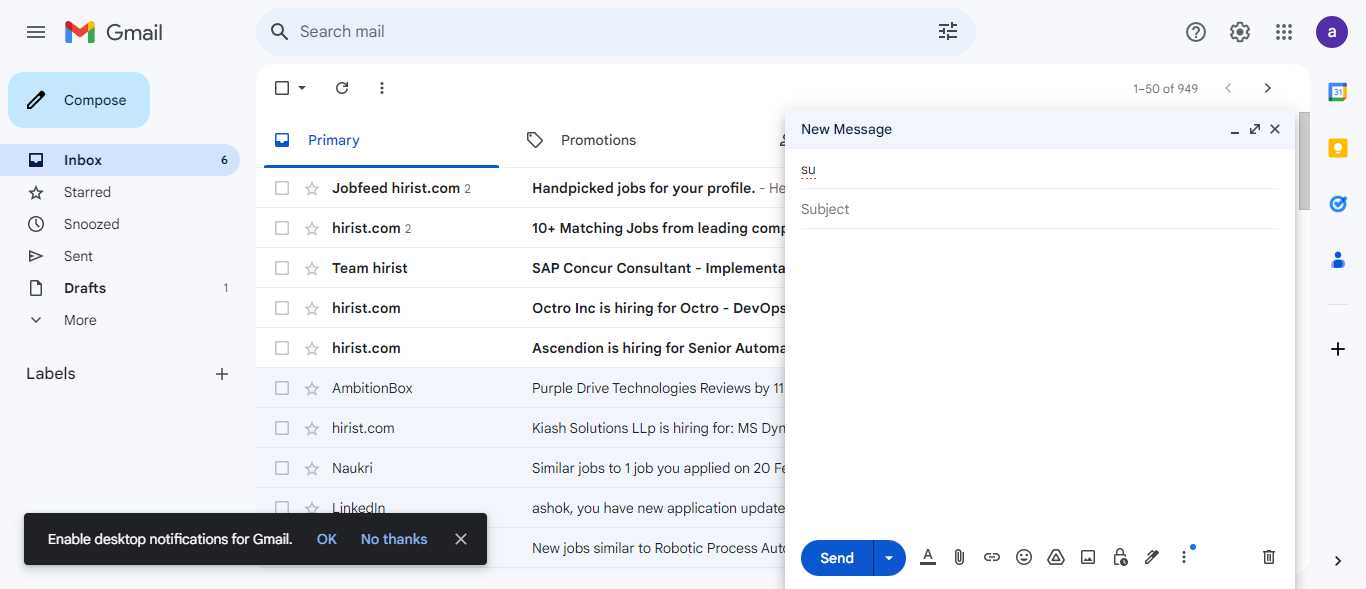 Gmail
Search mail
a
Compose
Inbox 6
Starred
Snoozed
Sent
Drafts 1
More
Labels
1–50 of 949
Primary
Promotions
Jobfeed hirist.com 2 Handpicked jobs for your profile. - He
hirist.com 2 10+ Matching Jobs from leading comp
Team hirist SAP Concur Consultant - Implementa
hirist.com Octro Inc is hiring for Octro - DevOps
hirist.com Ascendion is hiring for Senior Automa
AmbitionBox Purple Drive Technologies Reviews by 11
hirist.com Kiash Solutions LLp is hiring for: MS Dyn
Naukri Similar jobs to 1 job you applied on 20 Fe
LinkedIn ashok, you have new application update
New jobs similar to Robotic Process Auto
Enable desktop notifications for Gmail. OK No thanks
New Message
su
Subject
Send
31